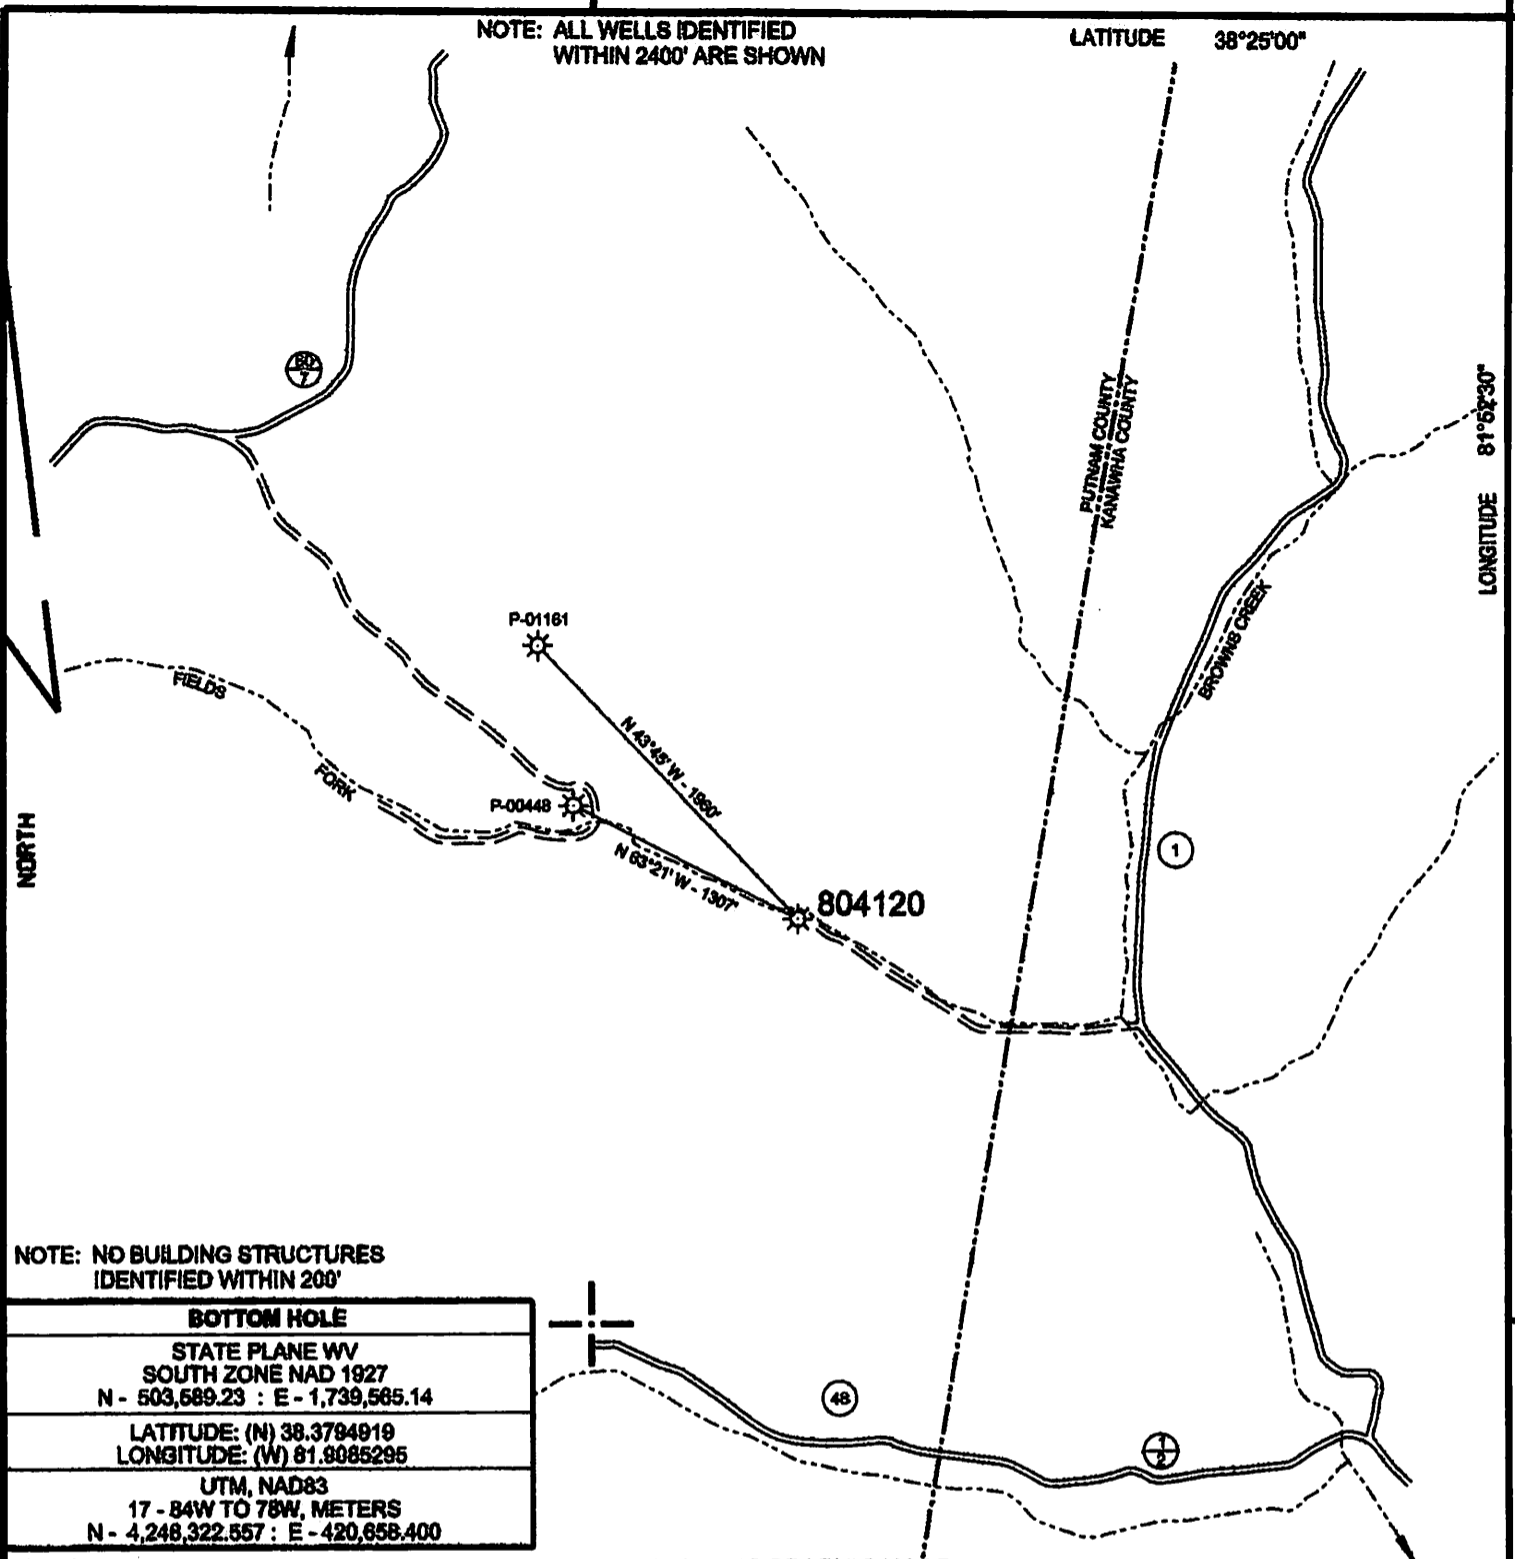 NOTE: ALL WELLS IDENTIFIED
WITHIN 2400' ARE SHOWN
LATITUDE 38°25'00"
7
PUTNAM COUNTY
KANAWHA COUNTY
LONGITUDE 81°52'30"
P-01161
BROWNS CREEK
FIELDS
FORK
N 43°45' W - 1960'
P-00448
N 63°21' W - 1307'
NORTH
1
804120
NOTE: NO BUILDING STRUCTURES
IDENTIFIED WITHIN 200'
BOTTOM HOLE
STATE PLANE WV
SOUTH ZONE NAD 1927
N - 503,589.23 : E - 1,739,565.14
LATITUDE: (N) 38.3794919
LONGITUDE: (W) 81.9085295
UTM, NAD83
17 - 84W TO 78W, METERS
N - 4,248,322.557 : E - 420,658.400
48
1
2